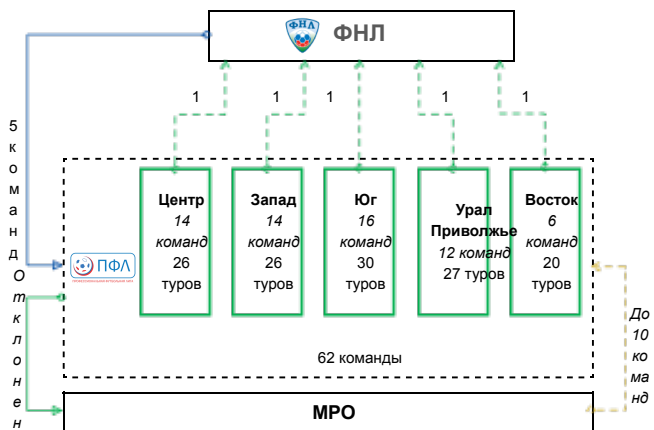 ФНЛ
ФНЛ
1
1
1
1
1
5
к
о
м
а
н
д
Центр
14
команд
26
туров
Запад
14
команд
26
туров
Юг
16
команд
30
туров
Урал
Приволжье
12 команд
27 туров
Восток
6
команд
20
туров
ПФЛ
О
т
к
л
о
н
е
н
До
10
ко
ма
нд
62 команды
МРО